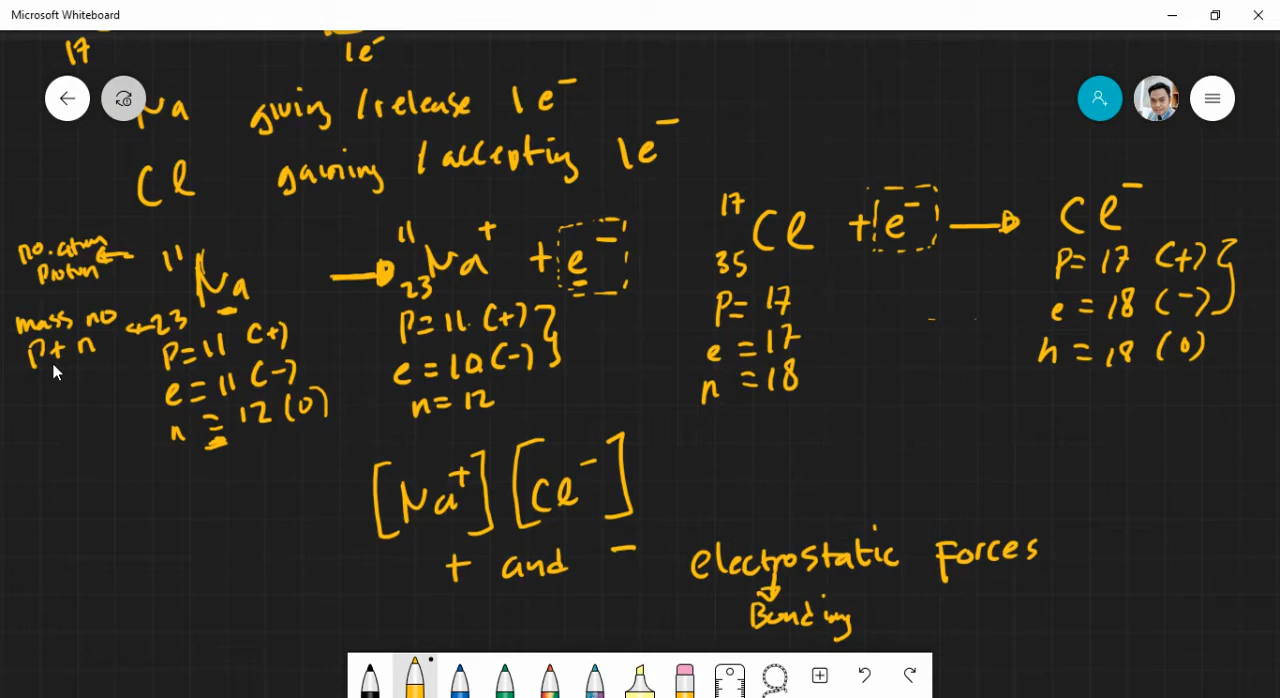 Microsoft Whiteboard
17
1e⁻
Na giving / release 1e⁻
Cl gaining / accepting 1e⁻
no. atom
Proton
mass no
P + n
11
Na
23
P = 11 (+)
e = 11 (-)
n = 12 (0)
→
11
Na⁺ + e⁻
23
P = 11 (+)
e = 10 (-)
n = 12
17
Cl + e⁻ → Cl⁻
35
P = 17
e = 17
n = 18
P = 17 (+)
e = 18 (-)
n = 18 (0)
[Na⁺] [Cl⁻]
+ and - electrostatic Forces
Bonding